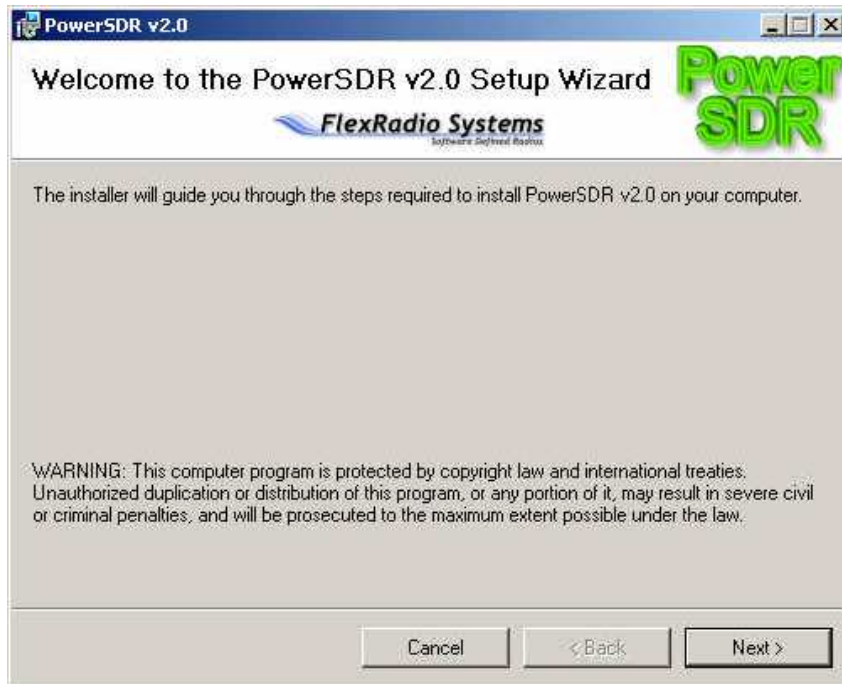 PowerSDR v2.0
Welcome to the PowerSDR v2.0 Setup Wizard
Power
SDR
FlexRadio Systems
Software Defined Radios
The installer will guide you through the steps required to install PowerSDR v2.0 on your computer.
WARNING: This computer program is protected by copyright law and international treaties.
Unauthorized duplication or distribution of this program, or any portion of it, may result in severe civil
or criminal penalties, and will be prosecuted to the maximum extent possible under the law.
Cancel
< Back
Next >